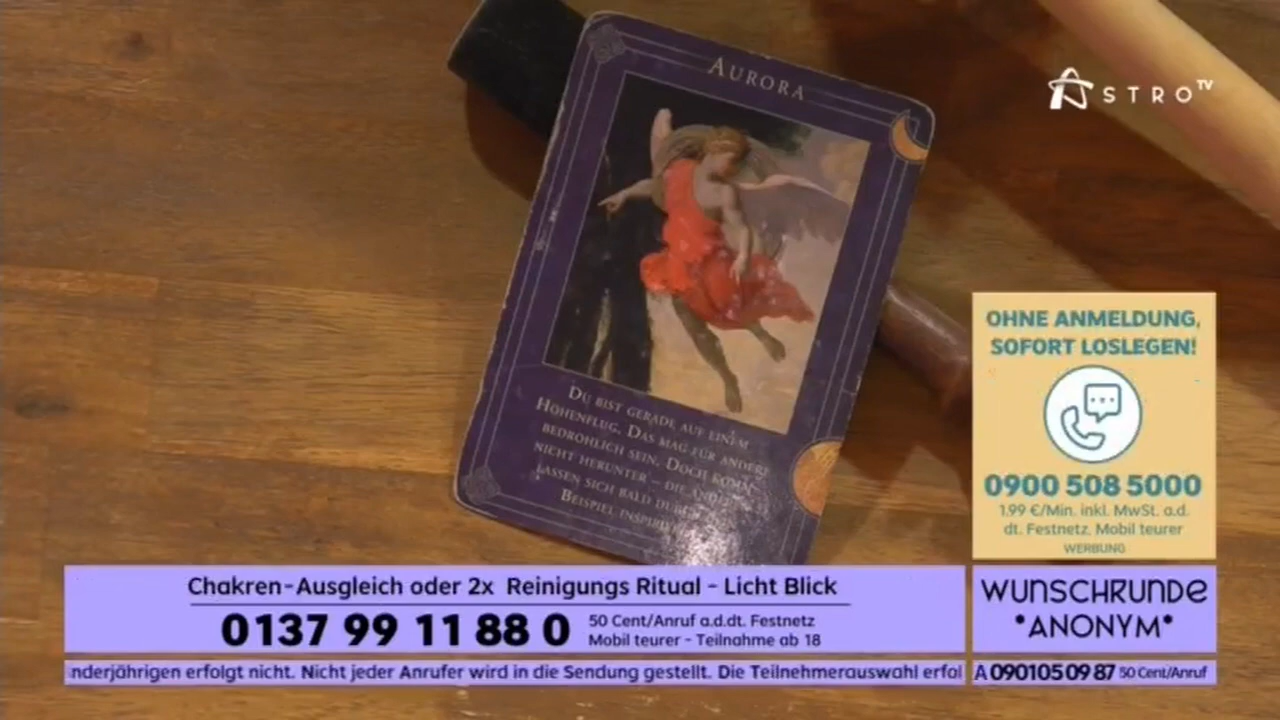 AURORA
ASTRO TV
DU BIST GERADE AUF EINEM
HÖHENFLUG. DAS MAG FÜR ANDERE
BEDROHLICH SEIN. DOCH KOMM
NICHT HERUNTER – DIE
LASSEN SICH BALD
BEISPIEL
OHNE ANMELDUNG,
SOFORT LOSLEGEN!
0900 508 5000
1,99 €/Min. inkl. MwSt. a.d.
dt. Festnetz, Mobil teurer
WERBUNG
Chakren-Ausgleich oder 2x Reinigungs Ritual - Licht Blick
0137 99 11 88 0
50 Cent/Anruf a.d.dt. Festnetz
Mobil teurer - Teilnahme ab 18
WUNSCHRUNDE
*ANONYM*
nderjährigen erfolgt nicht. Nicht jeder Anrufer wird in die Sendung gestellt. Die Teilnehmerauswahl erfol
A 0901 05 09 87 50 Cent/Anruf